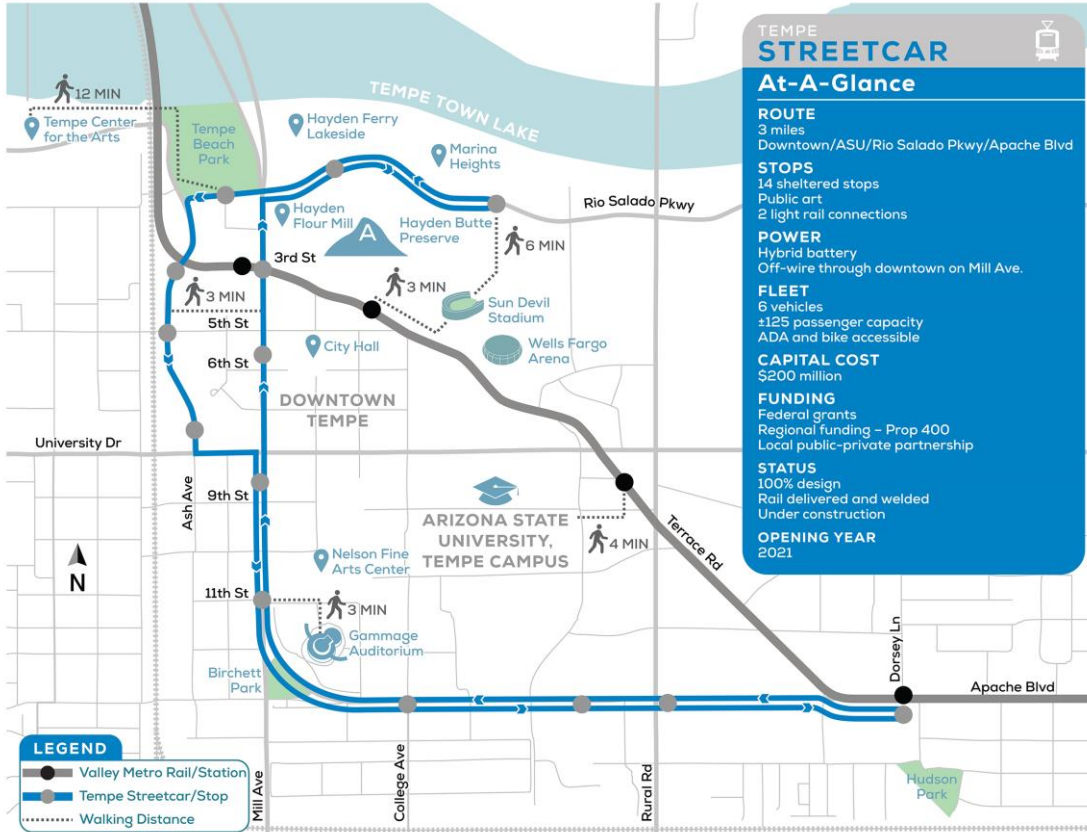 TEMPE
STREETCAR
At-A-Glance
ROUTE
3 miles
Downtown/ASU/Rio Salado Pkwy/Apache Blvd
STOPS
14 sheltered stops
Public art
2 light rail connections
POWER
Hybrid battery
Off-wire through downtown on Mill Ave.
FLEET
6 vehicles
±125 passenger capacity
ADA and bike accessible
CAPITAL COST
$200 million
FUNDING
Federal grants
Regional funding – Prop 400
Local public-private partnership
STATUS
100% design
Rail delivered and welded
Under construction
OPENING YEAR
2021
12 MIN
Tempe Center
for the Arts
Tempe
Beach
Park
TEMPE TOWN LAKE
Hayden Ferry
Lakeside
Marina
Heights
Rio Salado Pkwy
Hayden
Flour Mill
A
Hayden Butte
Preserve
6 MIN
3rd St
3 MIN
3 MIN
5th St
Sun Devil
Stadium
City Hall
Wells Fargo
Arena
6th St
DOWNTOWN
TEMPE
University Dr
Ash Ave
9th St
ARIZONA STATE
UNIVERSITY,
TEMPE CAMPUS
4 MIN
Terrace Rd
N
Nelson Fine
Arts Center
11th St
3 MIN
Gammage
Auditorium
Birchett
Park
Dorsey Ln
Apache Blvd
Mill Ave
College Ave
Rural Rd
Hudson
Park
LEGEND
Valley Metro Rail/Station
Tempe Streetcar/Stop
Walking Distance